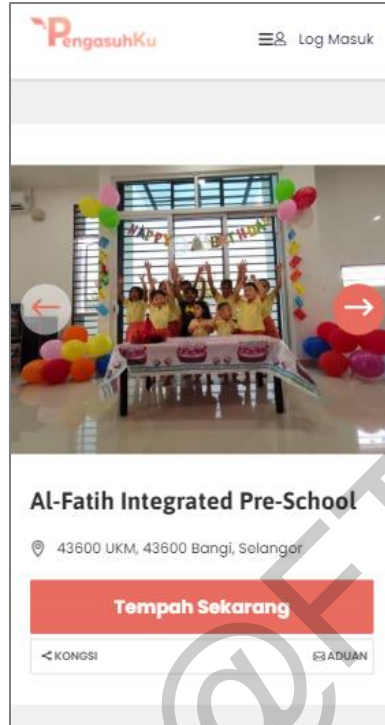 PengasuhKu
Log Masuk
HAPPY BIRTHDAY
Al-Fatih Integrated Pre-School
43600 UKM, 43600 Bangi, Selangor
Tempah Sekarang
KONGSI
ADUAN